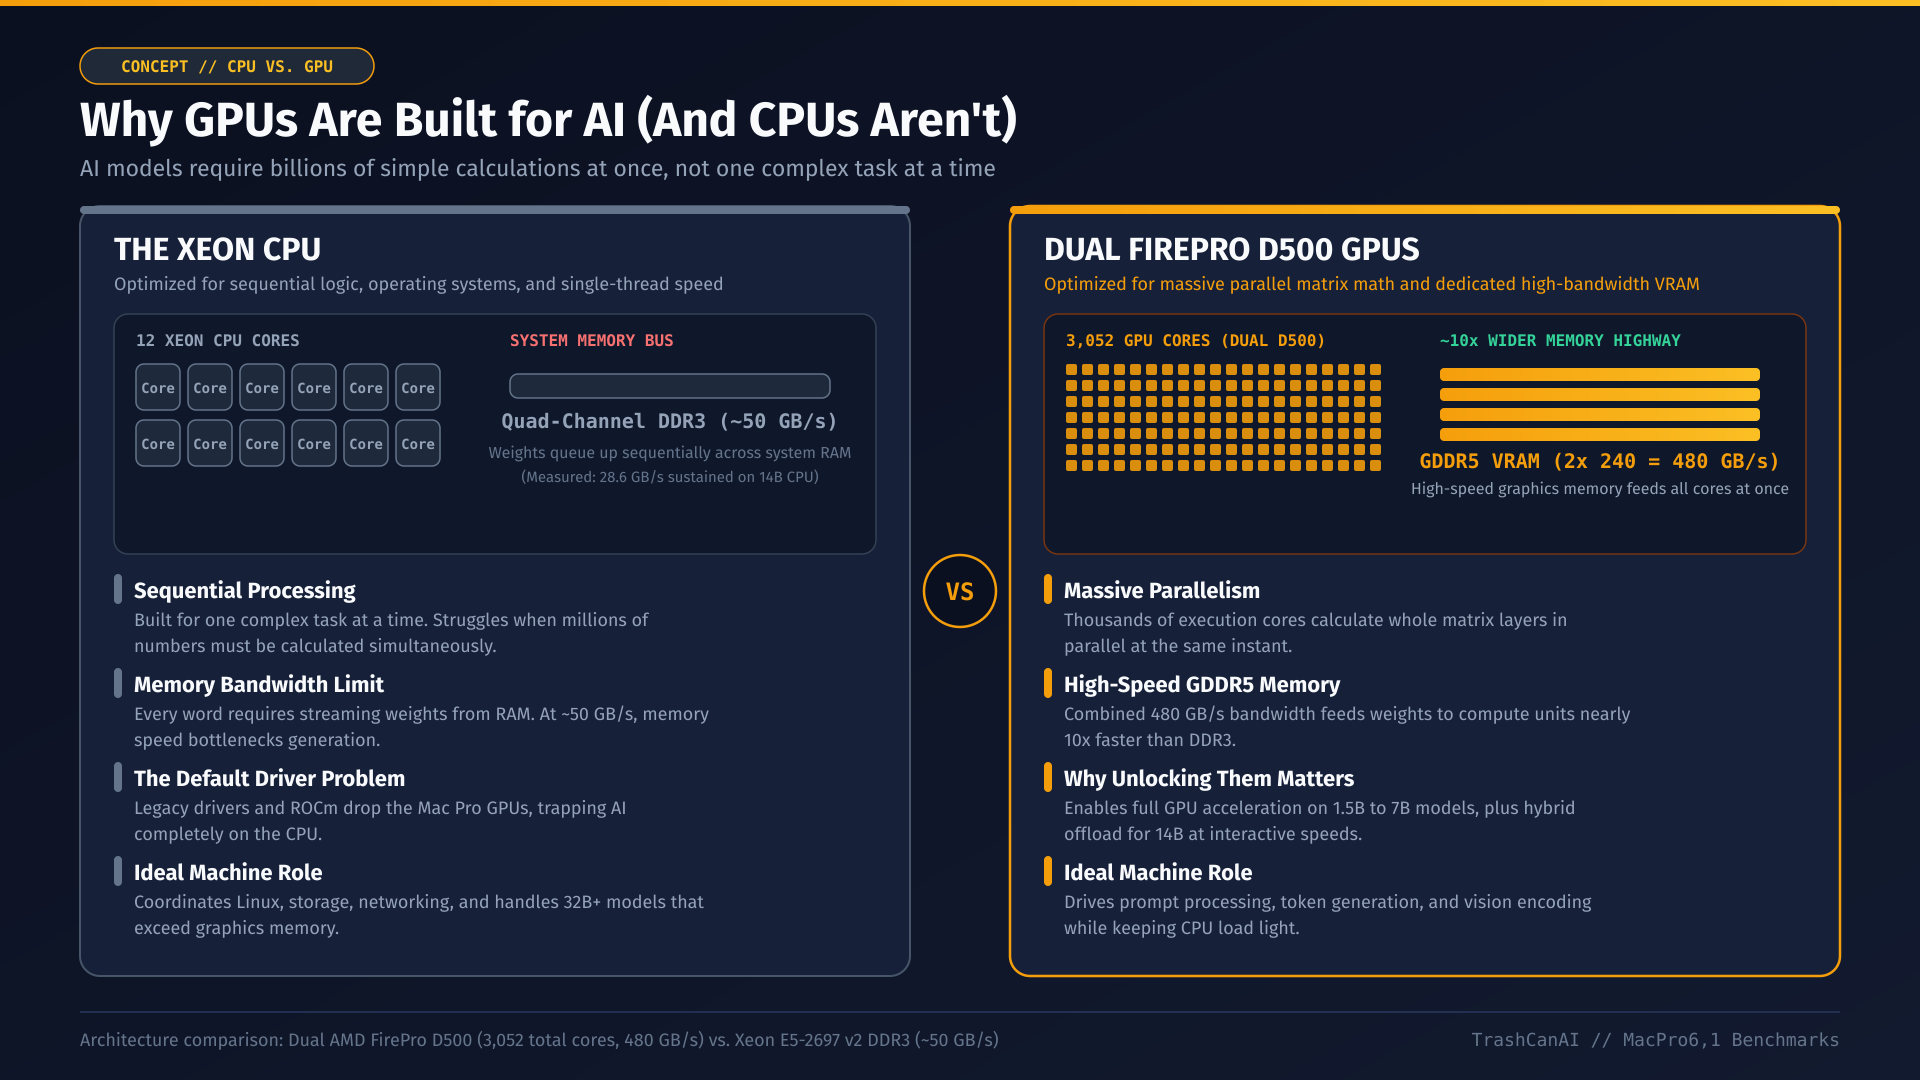 CONCEPT // CPU VS. GPU
Why GPUs Are Built for AI (And CPUs Aren't)
AI models require billions of simple calculations at once, not one complex task at a time
THE XEON CPU
Optimized for sequential logic, operating systems, and single-thread speed
12 XEON CPU CORES
Core Core Core Core Core Core
Core Core Core Core Core Core
SYSTEM MEMORY BUS
Quad-Channel DDR3 (~50 GB/s)
Weights queue up sequentially across system RAM
(Measured: 28.6 GB/s sustained on 14B CPU)
Sequential Processing
Built for one complex task at a time. Struggles when millions of
numbers must be calculated simultaneously.
Memory Bandwidth Limit
Every word requires streaming weights from RAM. At ~50 GB/s, memory
speed bottlenecks generation.
The Default Driver Problem
Legacy drivers and ROCm drop the Mac Pro GPUs, trapping AI
completely on the CPU.
Ideal Machine Role
Coordinates Linux, storage, networking, and handles 32B+ models that
exceed graphics memory.
VS
DUAL FIREPRO D500 GPUS
Optimized for massive parallel matrix math and dedicated high-bandwidth VRAM
3,052 GPU CORES (DUAL D500)
~10x WIDER MEMORY HIGHWAY
GDDR5 VRAM (2x 240 = 480 GB/s)
High-speed graphics memory feeds all cores at once
Massive Parallelism
Thousands of execution cores calculate whole matrix layers in
parallel at the same instant.
High-Speed GDDR5 Memory
Combined 480 GB/s bandwidth feeds weights to compute units nearly
10x faster than DDR3.
Why Unlocking Them Matters
Enables full GPU acceleration on 1.5B to 7B models, plus hybrid
offload for 14B at interactive speeds.
Ideal Machine Role
Drives prompt processing, token generation, and vision encoding
while keeping CPU load light.
Architecture comparison: Dual AMD FirePro D500 (3,052 total cores, 480 GB/s) vs. Xeon E5-2697 v2 DDR3 (~50 GB/s)
TrashCanAI // MacPro6,1 Benchmarks